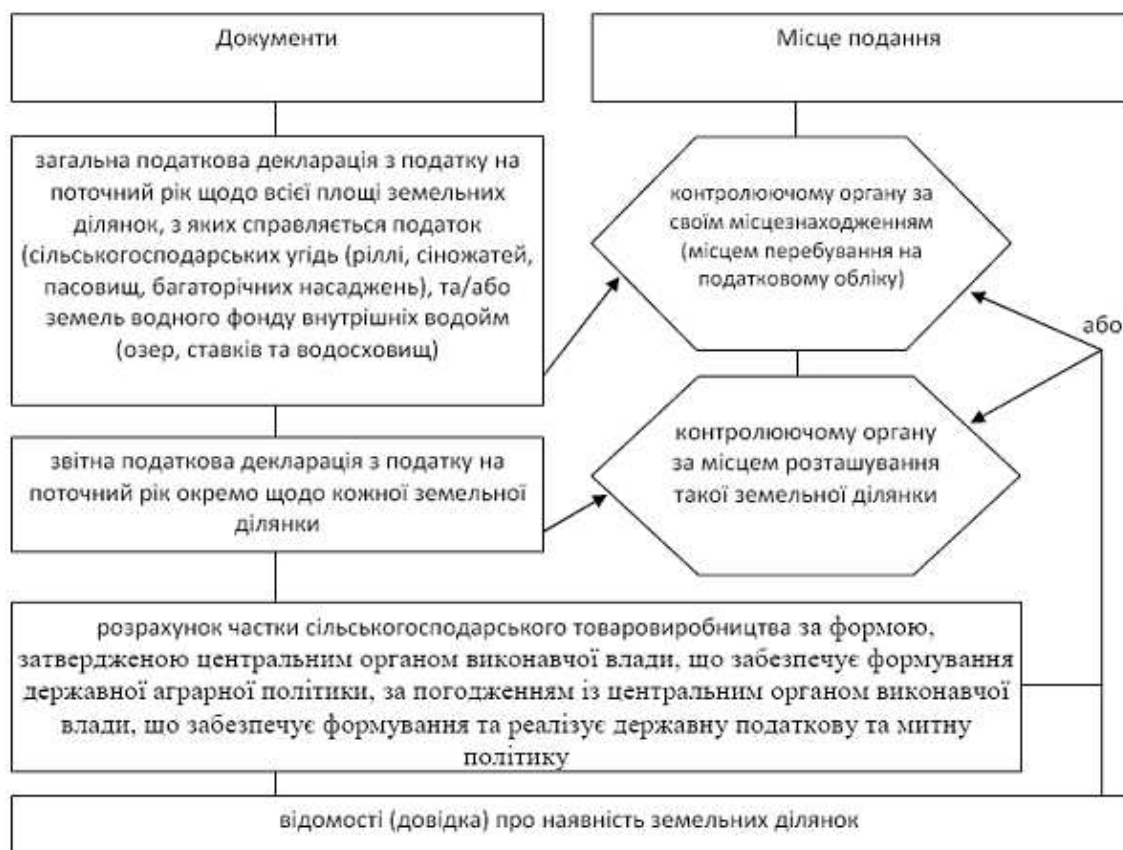 Документи
Місце подання
загальна податкова декларація з податку на
поточний рік щодо всієї площі земельних
ділянок, з яких справляється податок
(сільськогосподарських угідь (ріллі, сіножатей,
пасовищ, багаторічних насаджень), та/або
земель водного фонду внутрішніх водойм
(озер, ставків та водосховищ)
контролюючому органу за
своїм місцезнаходженням
(місцем перебування на
податковому обліку)
або
звітна податкова декларація з податку на
поточний рік окремо щодо кожної земельної
ділянки
контролюючому органу
за місцем розташування
такої земельної ділянки
розрахунок частки сільськогосподарського товаровиробництва за формою,
затвердженою центральним органом виконавчої влади, що забезпечує формування
державної аграрної політики, за погодженням із центральним органом виконавчої
влади, що забезпечує формування та реалізує державну податкову та митну
політику
відомості (довідка) про наявність земельних ділянок